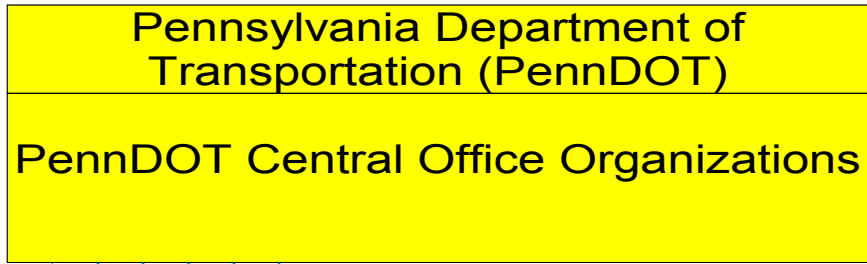 Pennsylvania Department of
Transportation (PennDOT)
PennDOT Central Office Organizations